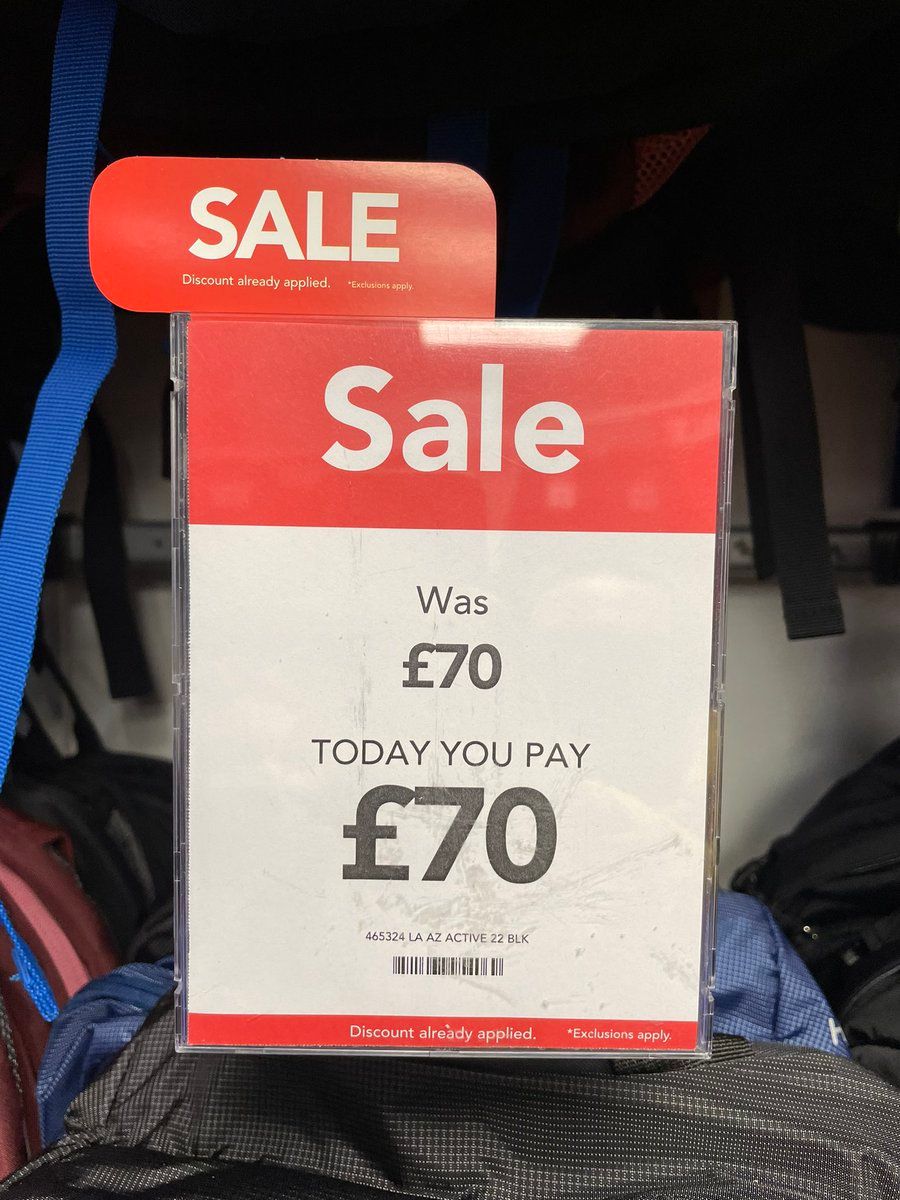 SALE
Discount already applied. *Exclusions apply.
Sale
Was
£70
TODAY YOU PAY
£70
465324 LA AZ ACTIVE 22 BLK
Discount already applied. *Exclusions apply.